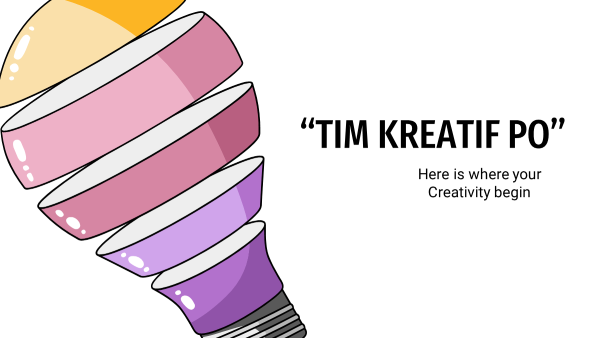 “TIM KREATIF PO”
Here is where your
Creativity begin